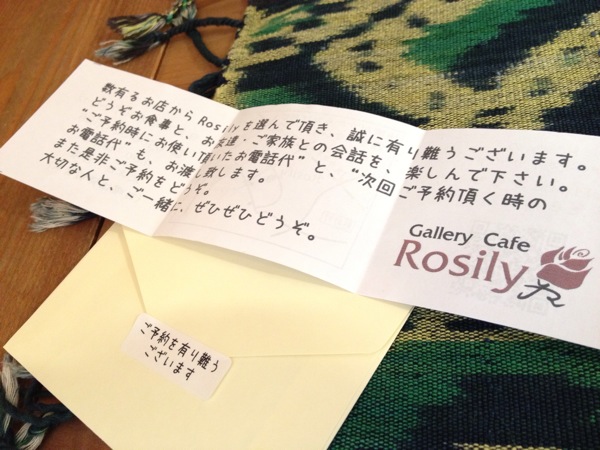 数有るお店からRosilyを選んで頂き、誠に有り難うございます。
どうぞお食事と、お友達・ご家族との会話を、楽しんで下さい。
"ご予約時にお使い頂いたお電話代"と、"次回ご予約頂く時の
お電話代"も、お渡し致します。
また是非ご予約をどうぞ。
大切な人と、ご一緒に、ぜひぜひどうぞ。
Gallery Cafe
Rosily
ご予約を有り難う
ございます